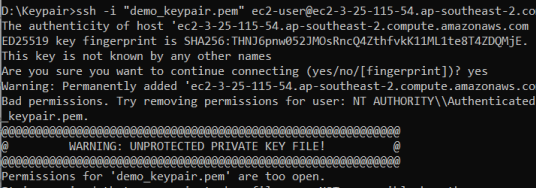 D:\Keypair>ssh -i "demo_keypair.pem" ec2-user@ec2-3-25-115-54.ap-southeast-2.c
The authenticity of host 'ec2-3-25-115-54.ap-southeast-2.compute.amazonaws.com
ED25519 key fingerprint is SHA256:THNJ6pnw052JMOsRncQ4ZthfvkK11ML1te8T4ZDQMjE.
This key is not known by any other names
Are you sure you want to continue connecting (yes/no/[fingerprint])? yes
Warning: Permanently added 'ec2-3-25-115-54.ap-southeast-2.compute.amazonaws.co
Bad permissions. Try removing permissions for user: NT AUTHORITY\\Authenticated
_keypair.pem.
@@@@@@@@@@@@@@@@@@@@@@@@@@@@@@@@@@@@@@@@@@@@@@@@@@@@@@@@@@@
@         WARNING: UNPROTECTED PRIVATE KEY FILE!          @
@@@@@@@@@@@@@@@@@@@@@@@@@@@@@@@@@@@@@@@@@@@@@@@@@@@@@@@@@@@
Permissions for 'demo_keypair.pem' are too open.